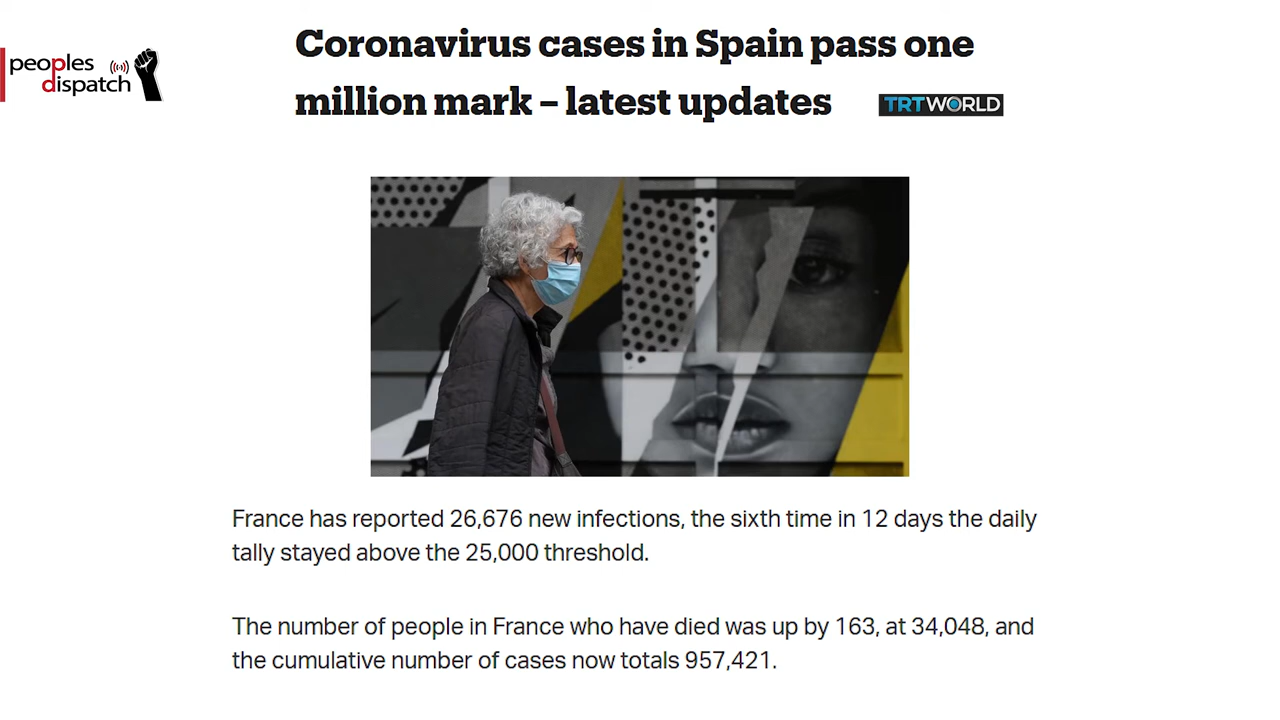 peoples
dispatch
Coronavirus cases in Spain pass one
million mark – latest updates
TRTWORLD
France has reported 26,676 new infections, the sixth time in 12 days the daily
tally stayed above the 25,000 threshold.
The number of people in France who have died was up by 163, at 34,048, and
the cumulative number of cases now totals 957,421.